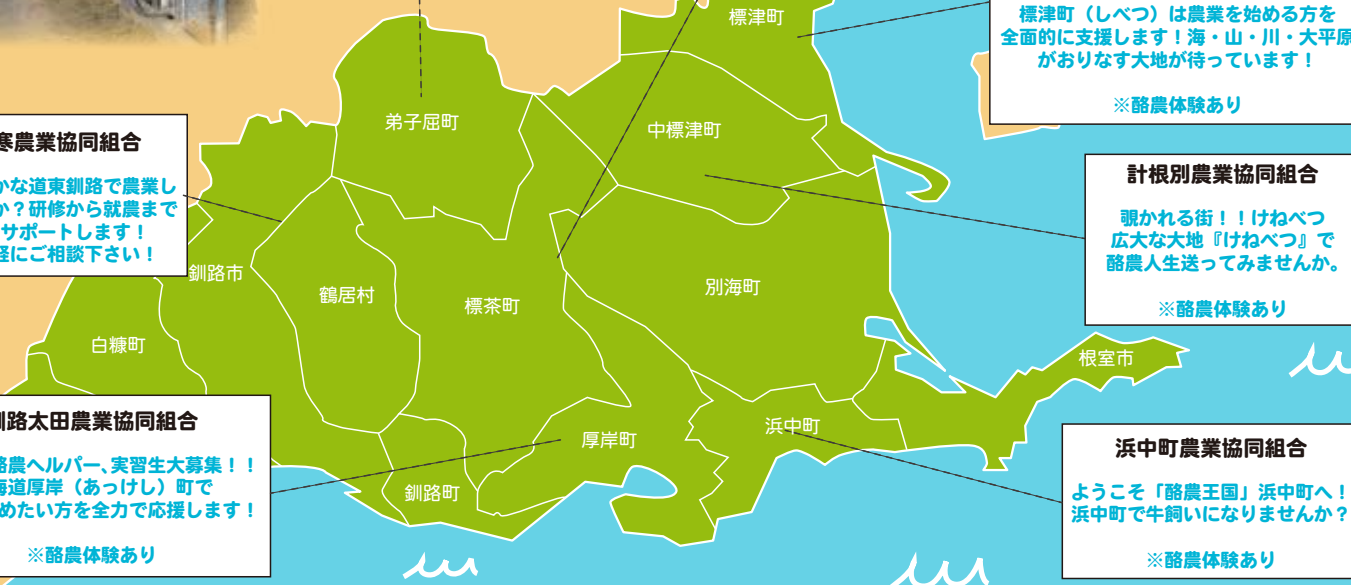 標津町（しべつ）は農業を始める方を
全面的に支援します！海・山・川・大平原
がおりなす大地が待っています！
※酪農体験あり
標津町
弟子屈町
中標津町
寒農業協同組合
かな道東釧路で農業し
か？研修から就農まで
サポートします！
軽にご相談下さい！
計根別農業協同組合
覗かれる街！！けねべつ
広大な大地『けねべつ』で
酪農人生送ってみませんか。
※酪農体験あり
釧路市
鶴居村
標茶町
別海町
白糠町
根室市
釧路太田農業協同組合
酪農ヘルパー、実習生大募集！！
海道厚岸（あっけし）町で
めたい方を全力で応援します！
※酪農体験あり
厚岸町
浜中町
釧路町
浜中町農業協同組合
ようこそ「酪農王国」浜中町へ！
浜中町で牛飼いになりませんか？
※酪農体験あり